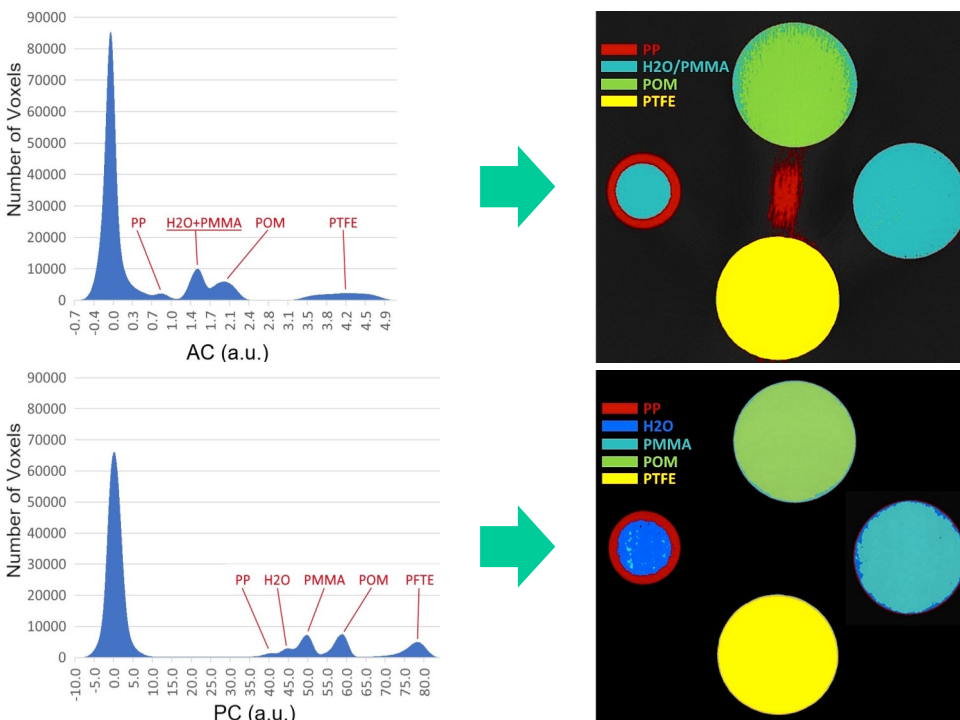 90000
80000
70000
60000
50000
40000
30000
20000
10000
0
Number of Voxels
PP
H2O+PMMA
POM
PTFE
-0.7
-0.4
0.0
0.3
0.7
1.0
1.4
1.7
2.1
2.4
2.8
3.1
3.5
3.8
4.2
4.5
4.9
AC (a.u.)
PP
H2O/PMMA
POM
PTFE
90000
80000
70000
60000
50000
40000
30000
20000
10000
0
Number of Voxels
PP
H2O
PMMA
POM
PFTE
-10.0
-5.0
0.0
5.0
10.0
15.0
20.0
25.0
30.0
35.0
40.0
45.0
50.0
55.0
60.0
65.0
70.0
75.0
80.0
PC (a.u.)
PP
H2O
PMMA
POM
PTFE